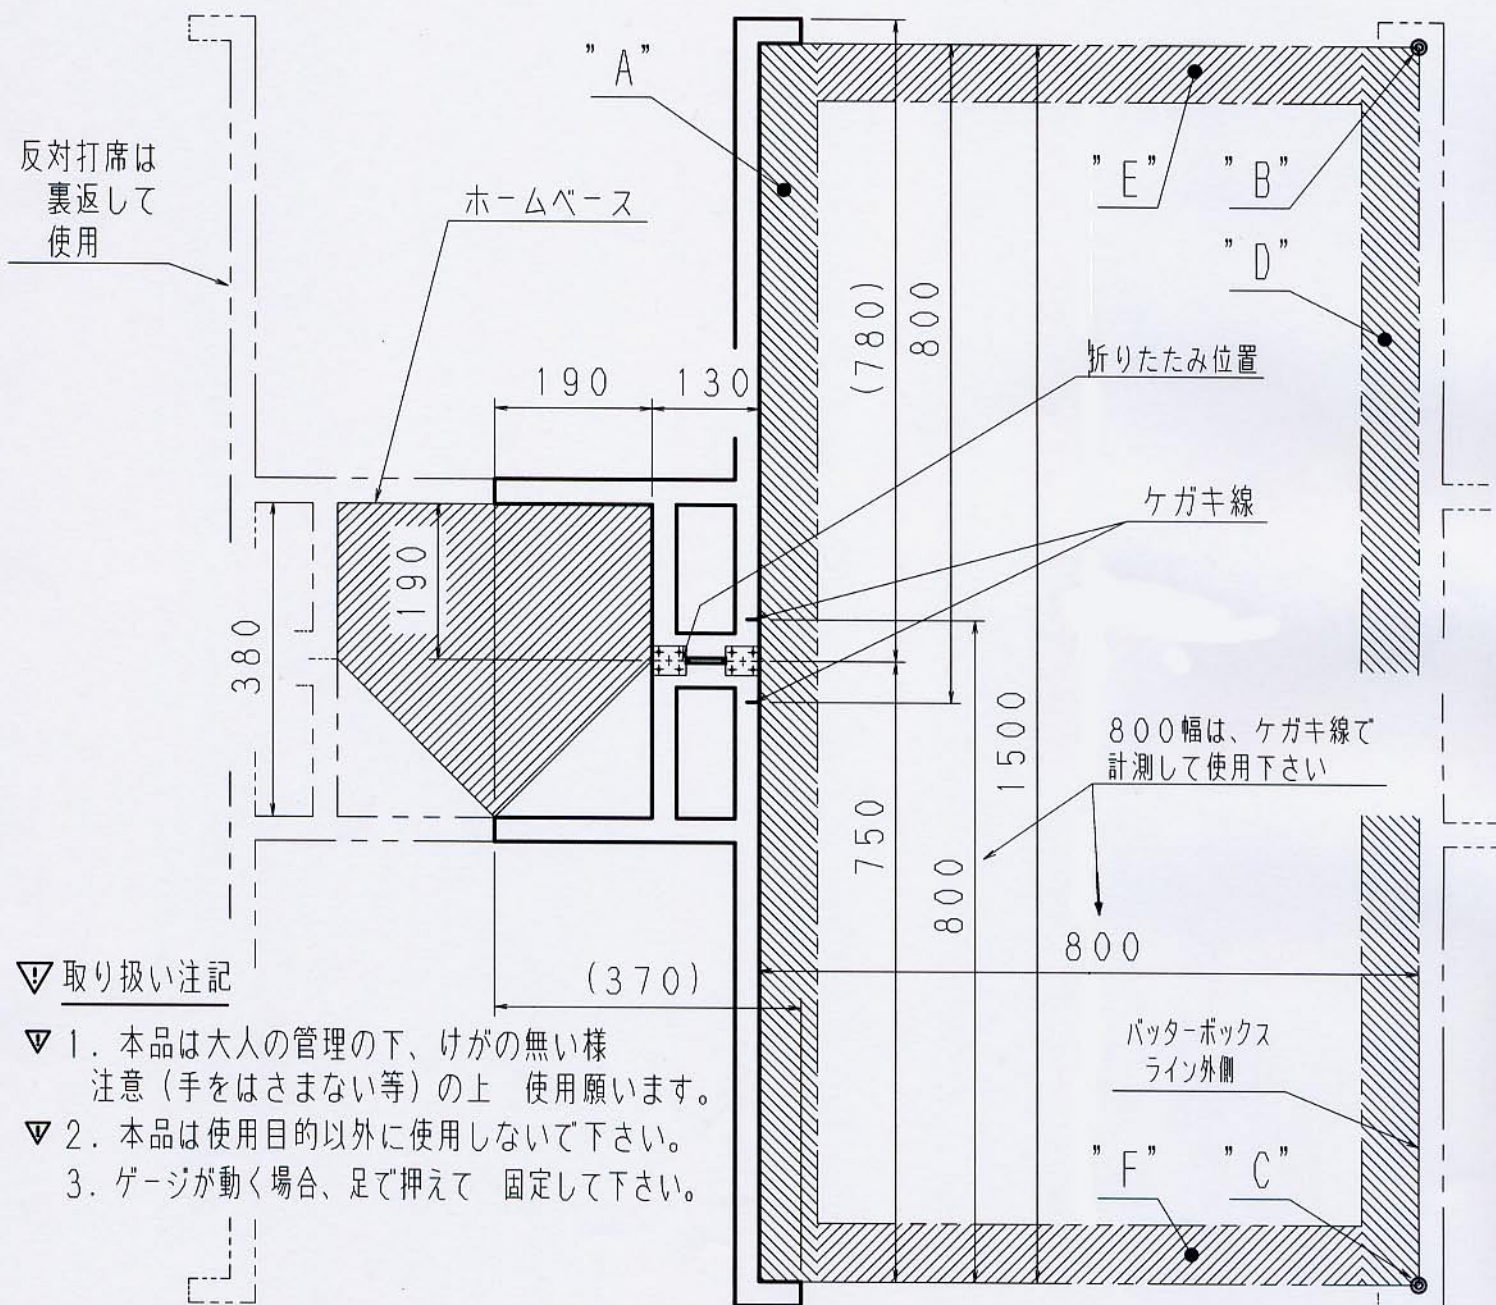 "A"
反対打席は
裏返して
使用
ホームベース
"E"
"B"
"D"
(780)
800
折りたたみ位置
190
130
ケガキ線
190
380
800幅は、ケガキ線で
計測して使用下さい
1500
750
800
800
(370)
取り扱い注記
1. 本品は大人の管理の下、けがの無い様
注意(手をはさまない等)の上 使用願います。
2. 本品は使用目的以外に使用しないで下さい。
3. ゲージが動く場合、足で押えて 固定して下さい。
バッターボックス
ライン外側
"F"
"C"